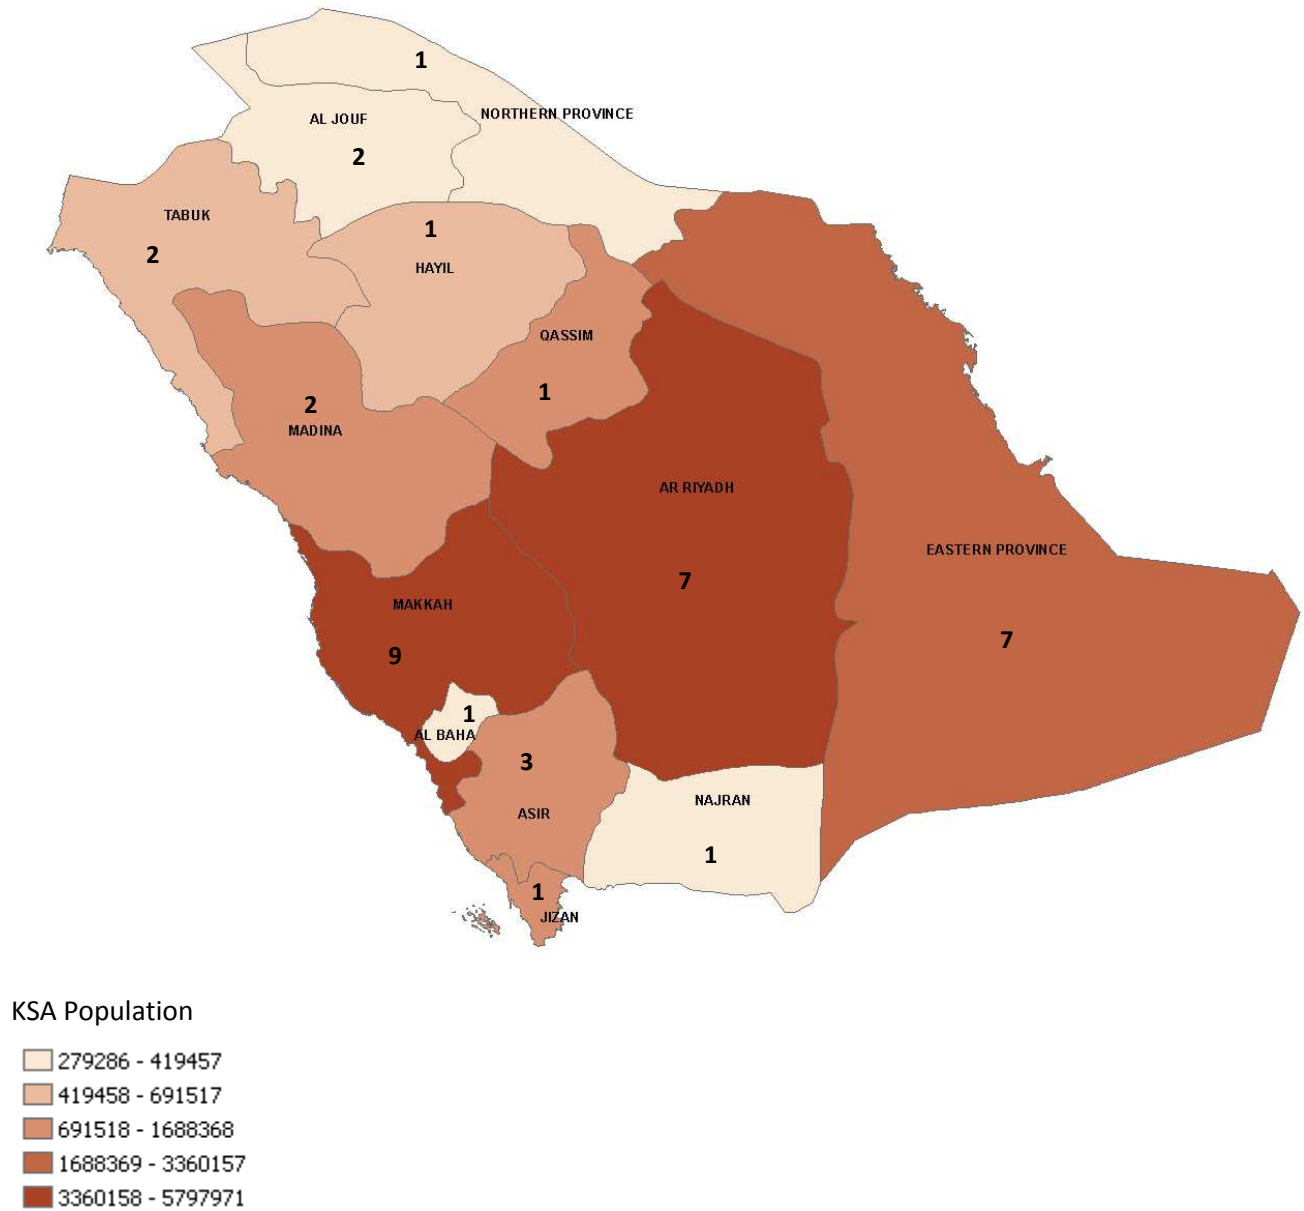 1
NORTHERN PROVINCE
AL JOUF
2
TABUK
2
1
HAYIL
QASSIM
1
2
MADINA
AR RIYADH
7
EASTERN PROVINCE
7
MAKKAH
9
1
AL BAHA
3
ASIR
NAJRAN
1
1
JIZAN
KSA Population
279286 - 419457
419458 - 691517
691518 - 1688368
1688369 - 3360157
3360158 - 5797971